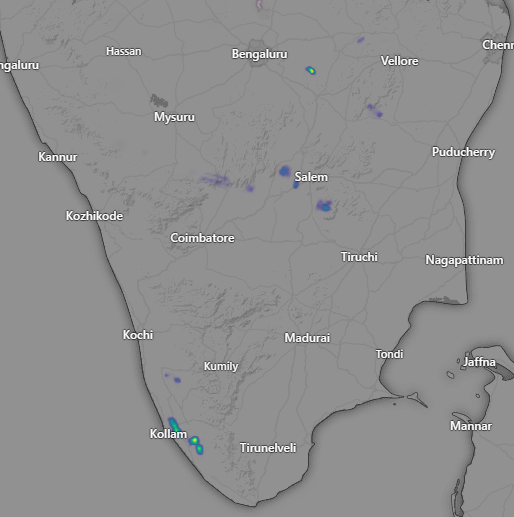 Chenn
Hassan
Bengaluru
Vellore
ngaluru
Mysuru
Kannur
Puducherry
Salem
Kozhikode
Coimbatore
Tiruchi
Nagapattinam
Kochi
Madurai
Tondi
Jaffna
Kumily
Mannar
Kollam
Tirunelveli